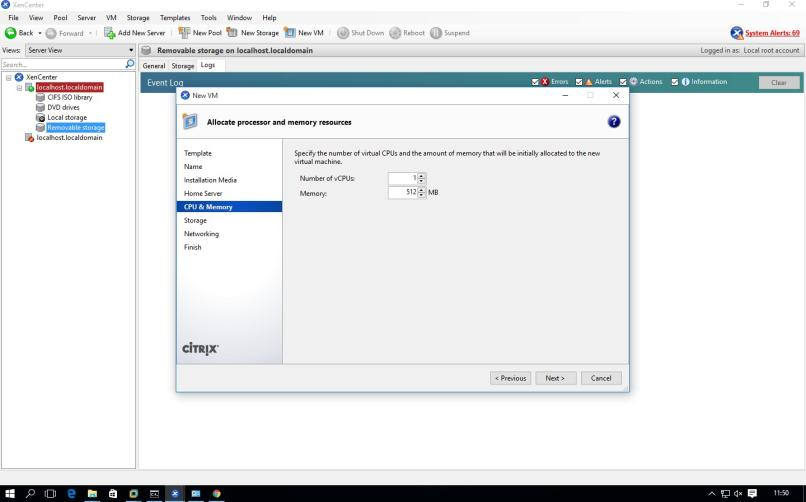 XenCenter
File View Pool Server VM Storage Templates Tools Window Help
Back Forward Add New Server New Pool New Storage New VM Shut Down Reboot Suspend System Alerts: 69
Views: Server View Removable storage on localhost.localdomain Logged in as: Local root account
Search... General Storage Logs
XenCenter
localhost.localdomain
CIFS ISO library
DVD drives
Local storage
Removable storage
localhost.localdomain
Event Log Errors Alerts Actions Information Clear
New VM
Allocate processor and memory resources
Template
Name
Installation Media
Home Server
CPU & Memory
Storage
Networking
Finish
Specify the number of virtual CPUs and the amount of memory that will be initially allocated to the new
virtual machine.
Number of vCPUs: 1
Memory: 512 MB
CİTRIX
< Previous Next > Cancel
11:50